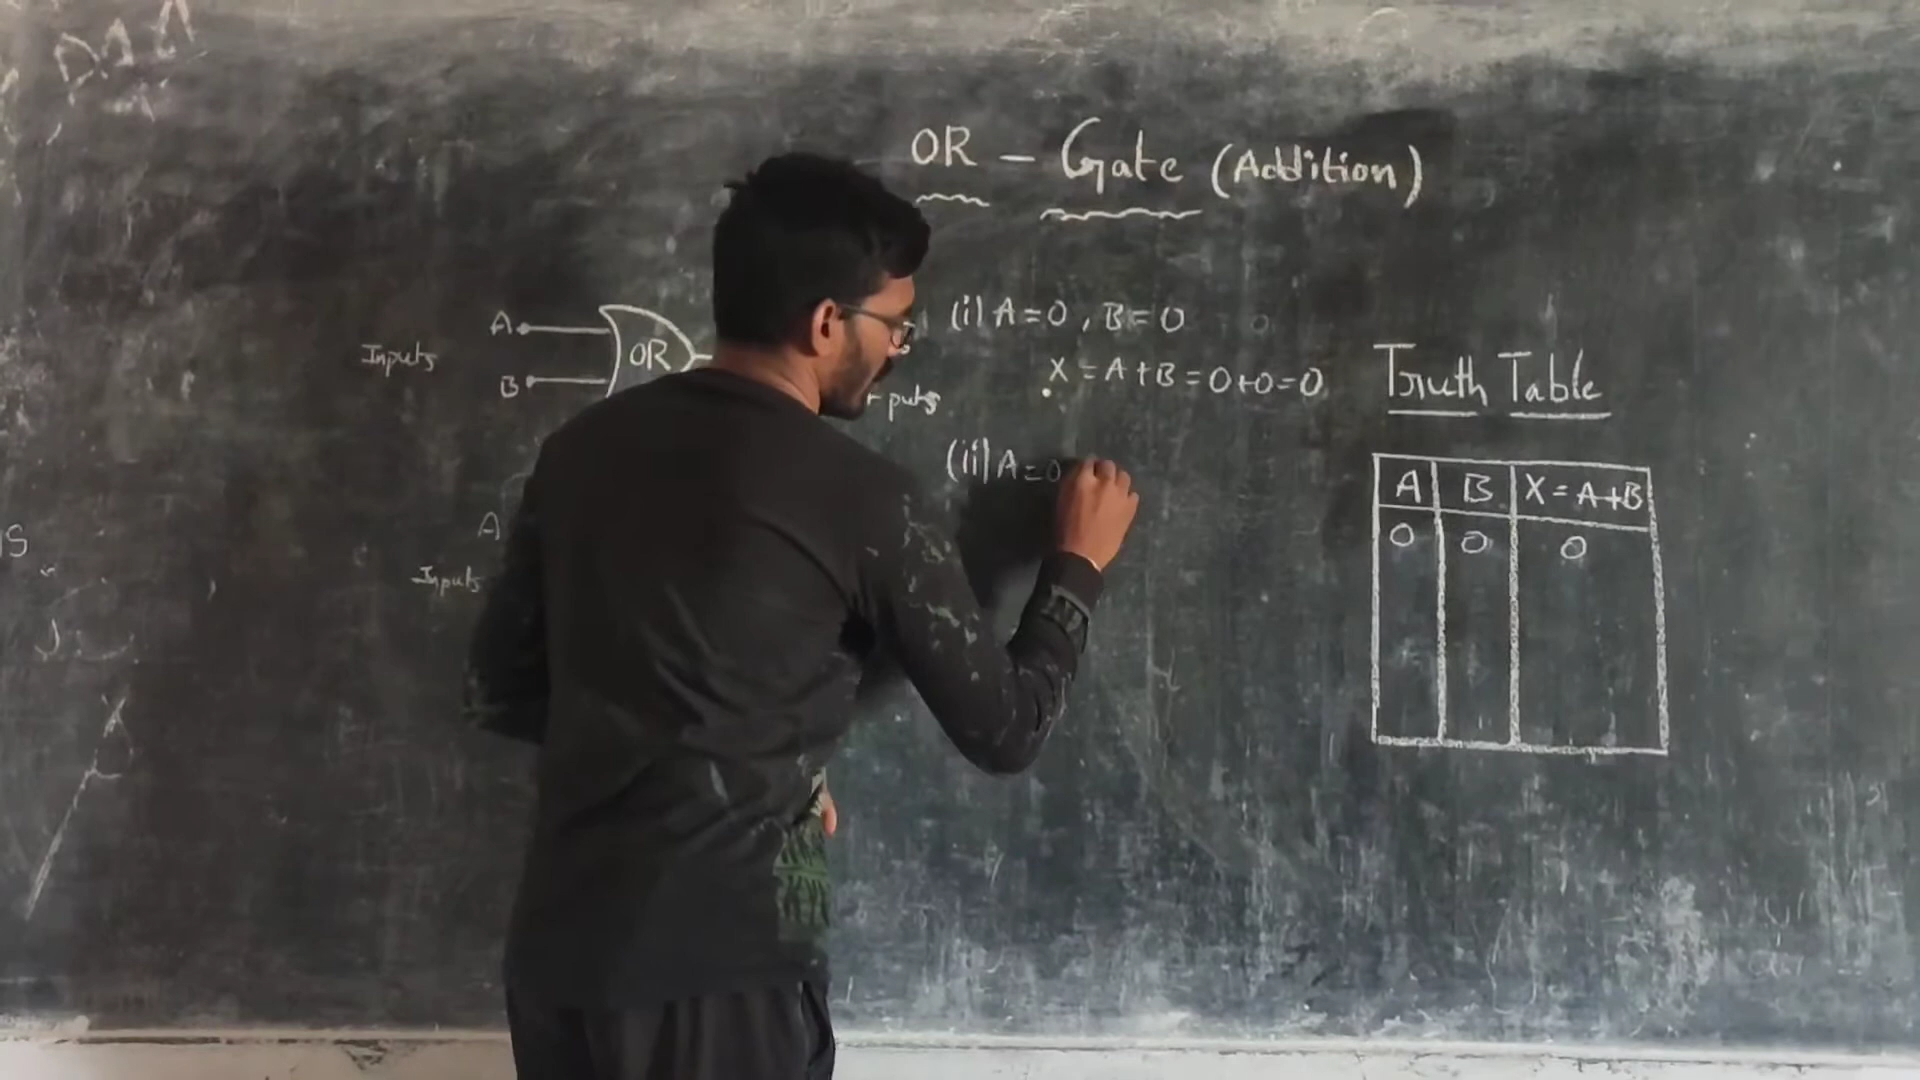 OR - Gate (Addition)
A
Inputs
OR
B
(i) A=0, B=0
X = A+B = 0+0=0
puts
(ii) A=0
A
Inputs
Truth Table
A B X = A+B
0 0 0